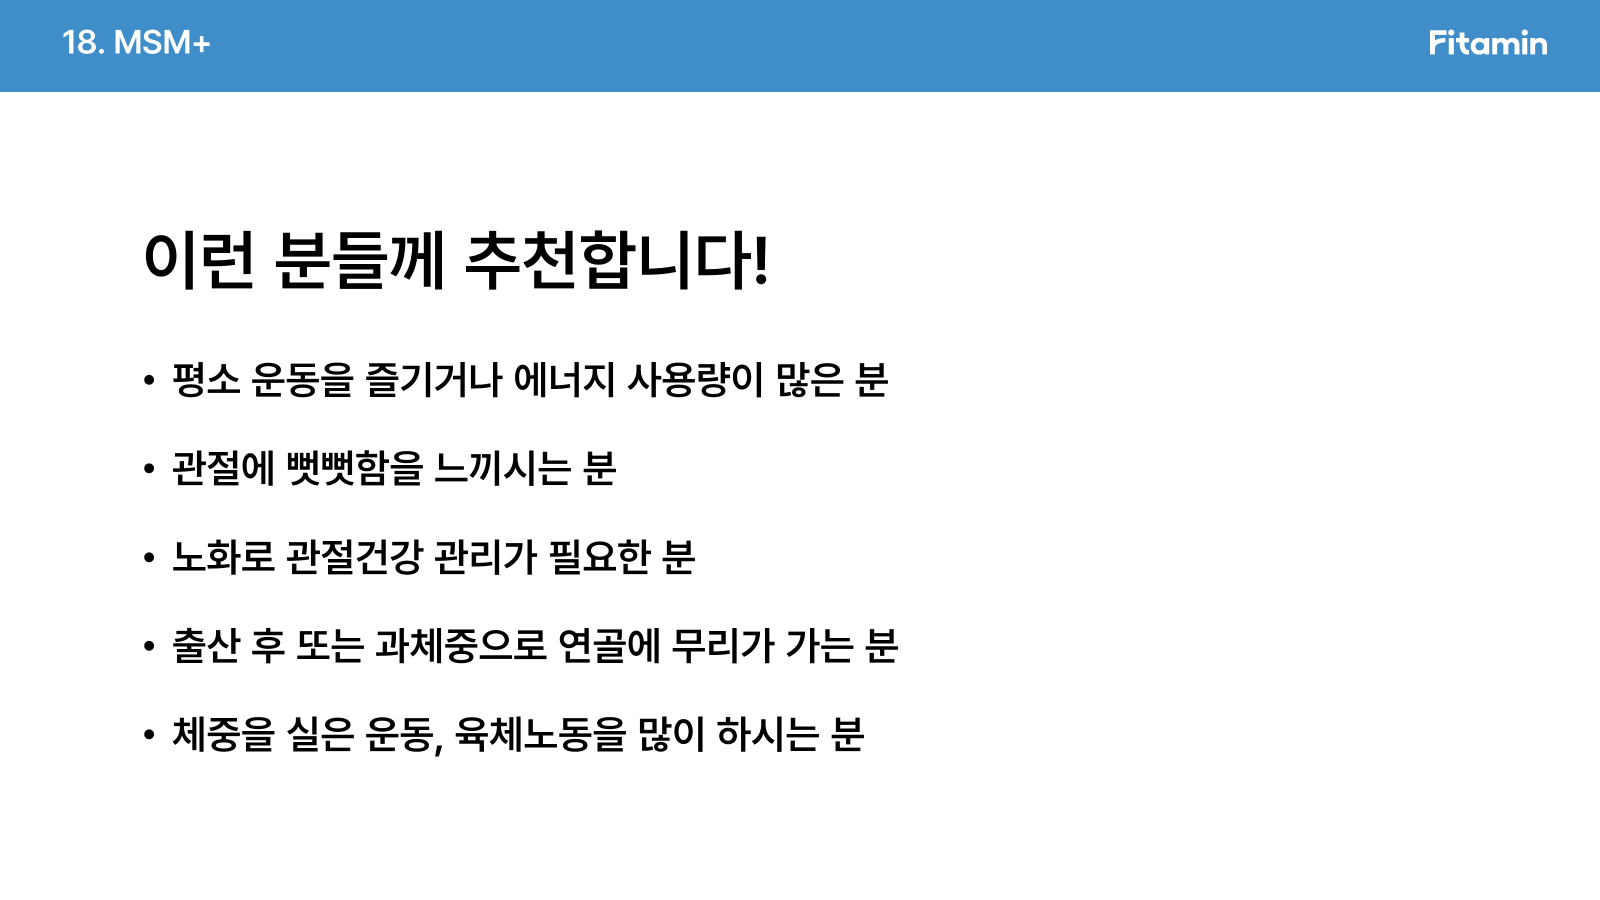 18. MSM+
Fitamin
이런 분들께 추천합니다!
• 평소 운동을 즐기거나 에너지 사용량이 많은 분
• 관절에 뻣뻣함을 느끼시는 분
• 노화로 관절건강 관리가 필요한 분
• 출산 후 또는 과체중으로 연골에 무리가 가는 분
• 체중을 실은 운동, 육체노동을 많이 하시는 분